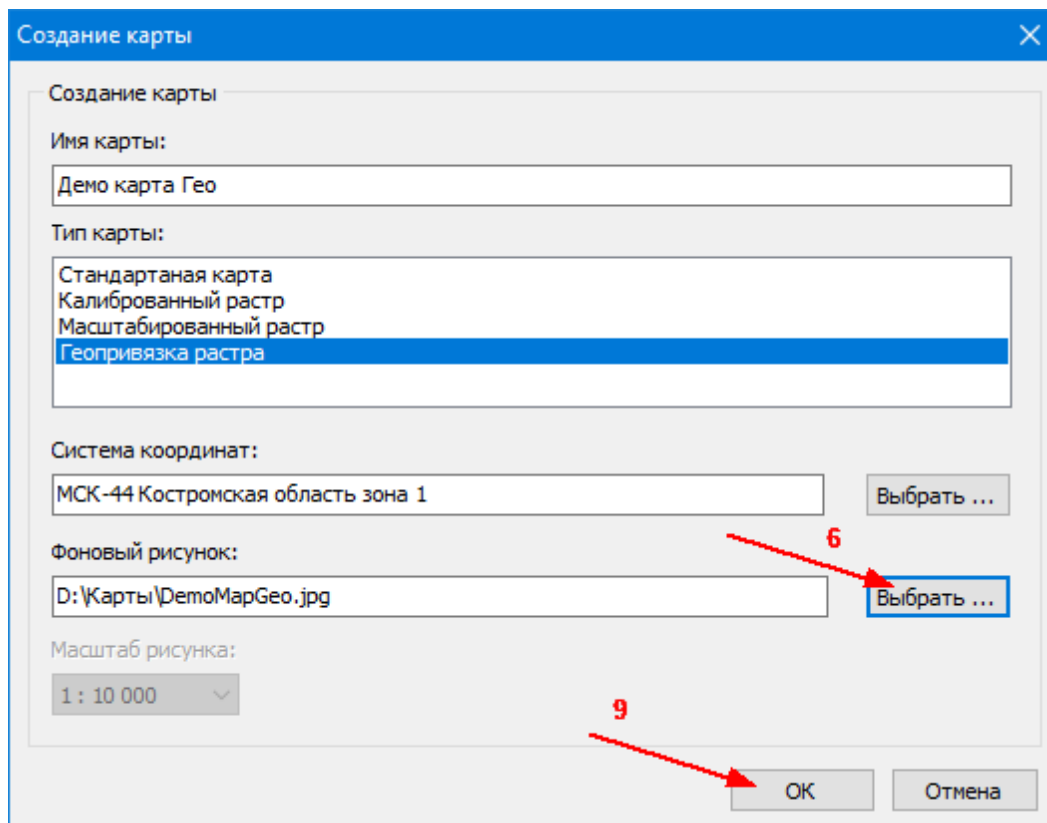 Создание карты
Создание карты
Имя карты:
Демо карта Гео
Тип карты:
Стандартаная карта
Калиброванный растр
Масштабированный растр
Геопривязка растра
Система координат:
МСК-44 Костромская область зона 1
Выбрать ...
6
Фоновый рисунок:
D:\Карты\DemoMapGeo.jpg
Выбрать ...
Масштаб рисунка:
1 : 10 000
9
ОК
Отмена